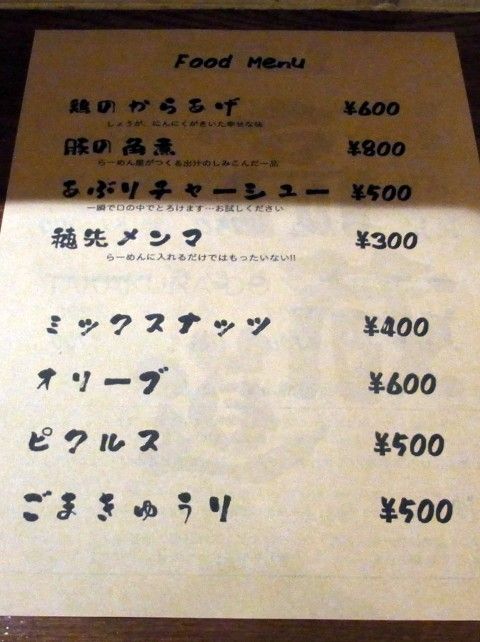 Food Menu
鶏のからあげ ¥600
しょうが、にんにくがきいた幸せな味
豚の角煮 ¥800
らーめん屋がつくる出汁のしみこんだ一品
あぶりチャーシュー ¥500
一瞬で口の中でとろけます…お試しください
穂先メンマ ¥300
らーめんに入れるだけではもったいない!!
ミックスナッツ ¥400
オリーブ ¥600
ピクルス ¥500
ごまきゅうり ¥500